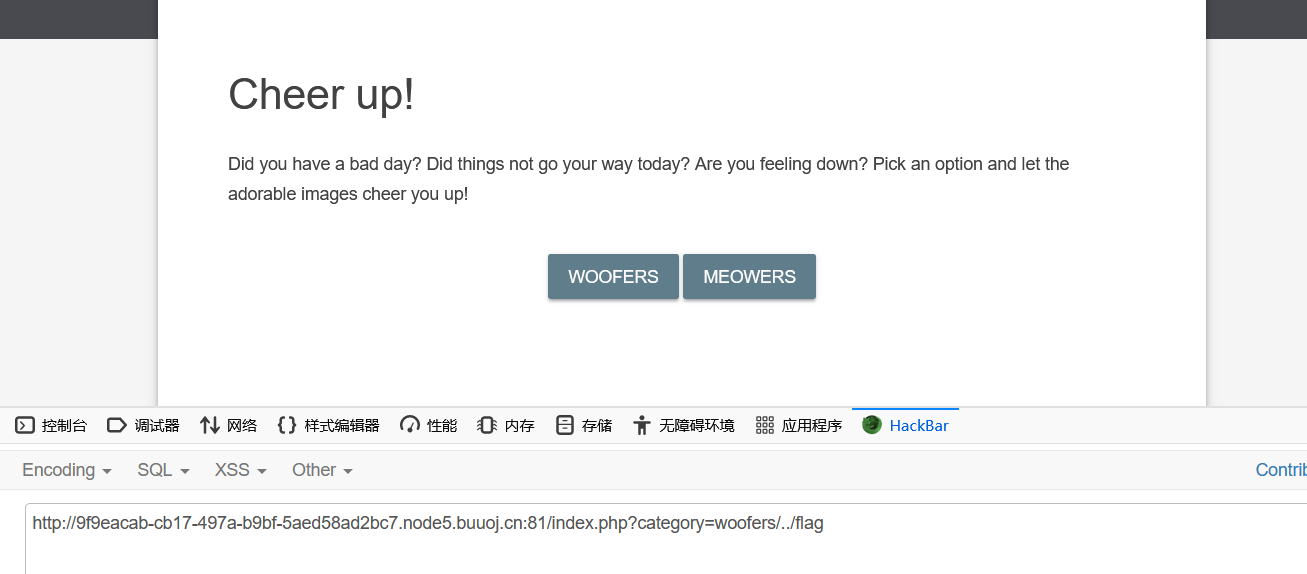 Cheer up!
Did you have a bad day? Did things not go your way today? Are you feeling down? Pick an option and let the
adorable images cheer you up!
WOOFERS MEOWERS
控制台 调试器 网络 样式编辑器 性能 内存 存储 无障碍环境 应用程序 HackBar
Encoding SQL XSS Other Contrib
http://9f9eacab-cb17-497a-b9bf-5aed58ad2bc7.node5.buuoj.cn:81/index.php?category=woofers/../flag